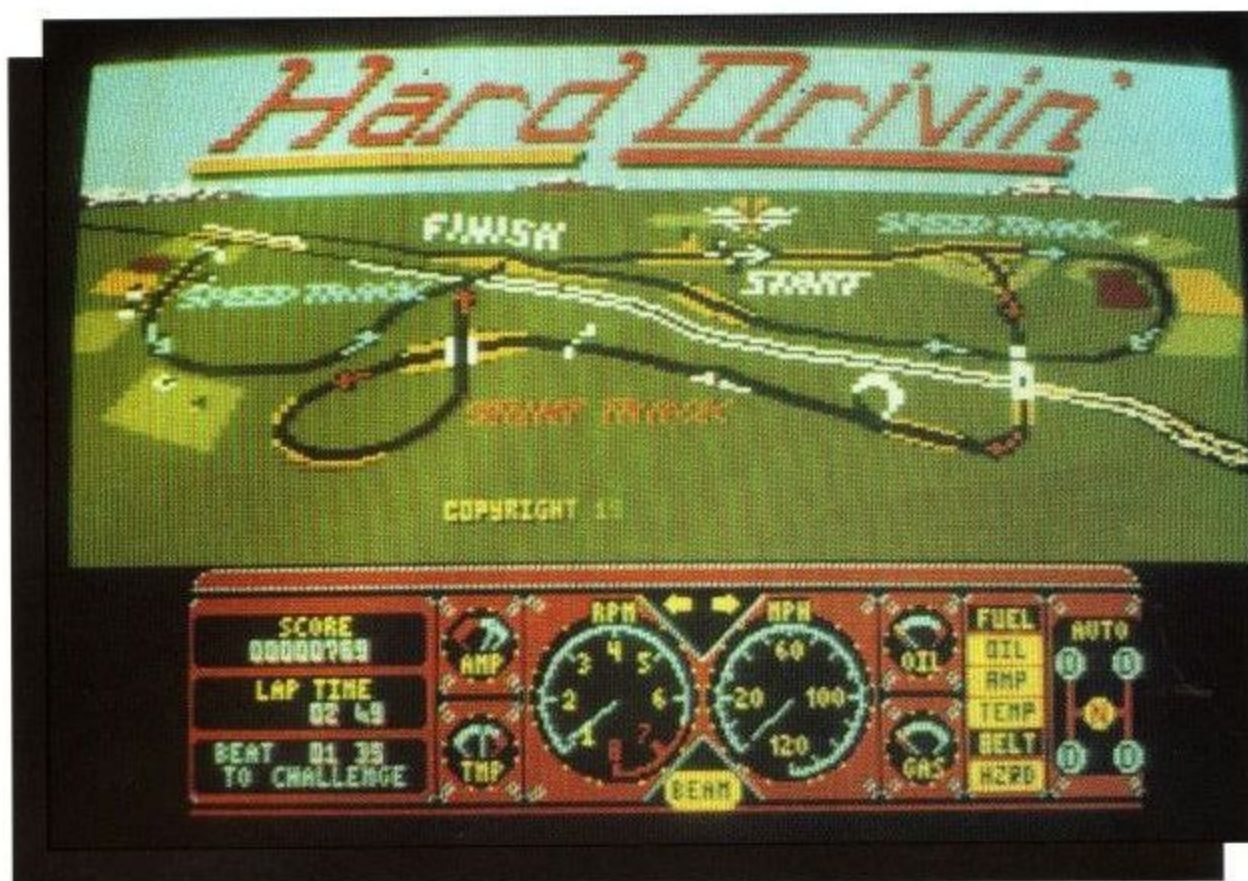 Hard Drivin'
FINISH
SPEED TRACK
START
SPEED TRACK
STUNT TRACK
COPYRIGHT 19
SCORE
00000769
LAP TIME
02 49
BEAT 01 39
TO CHALLENGE
AMP
TMP
RPM
1 2 3 4 5 6 7 8
BEAM
MPH
20 60 100 120
OIL
GAS
FUEL
OIL
AMP
TEMP
BELT
HZRD
AUTO
N